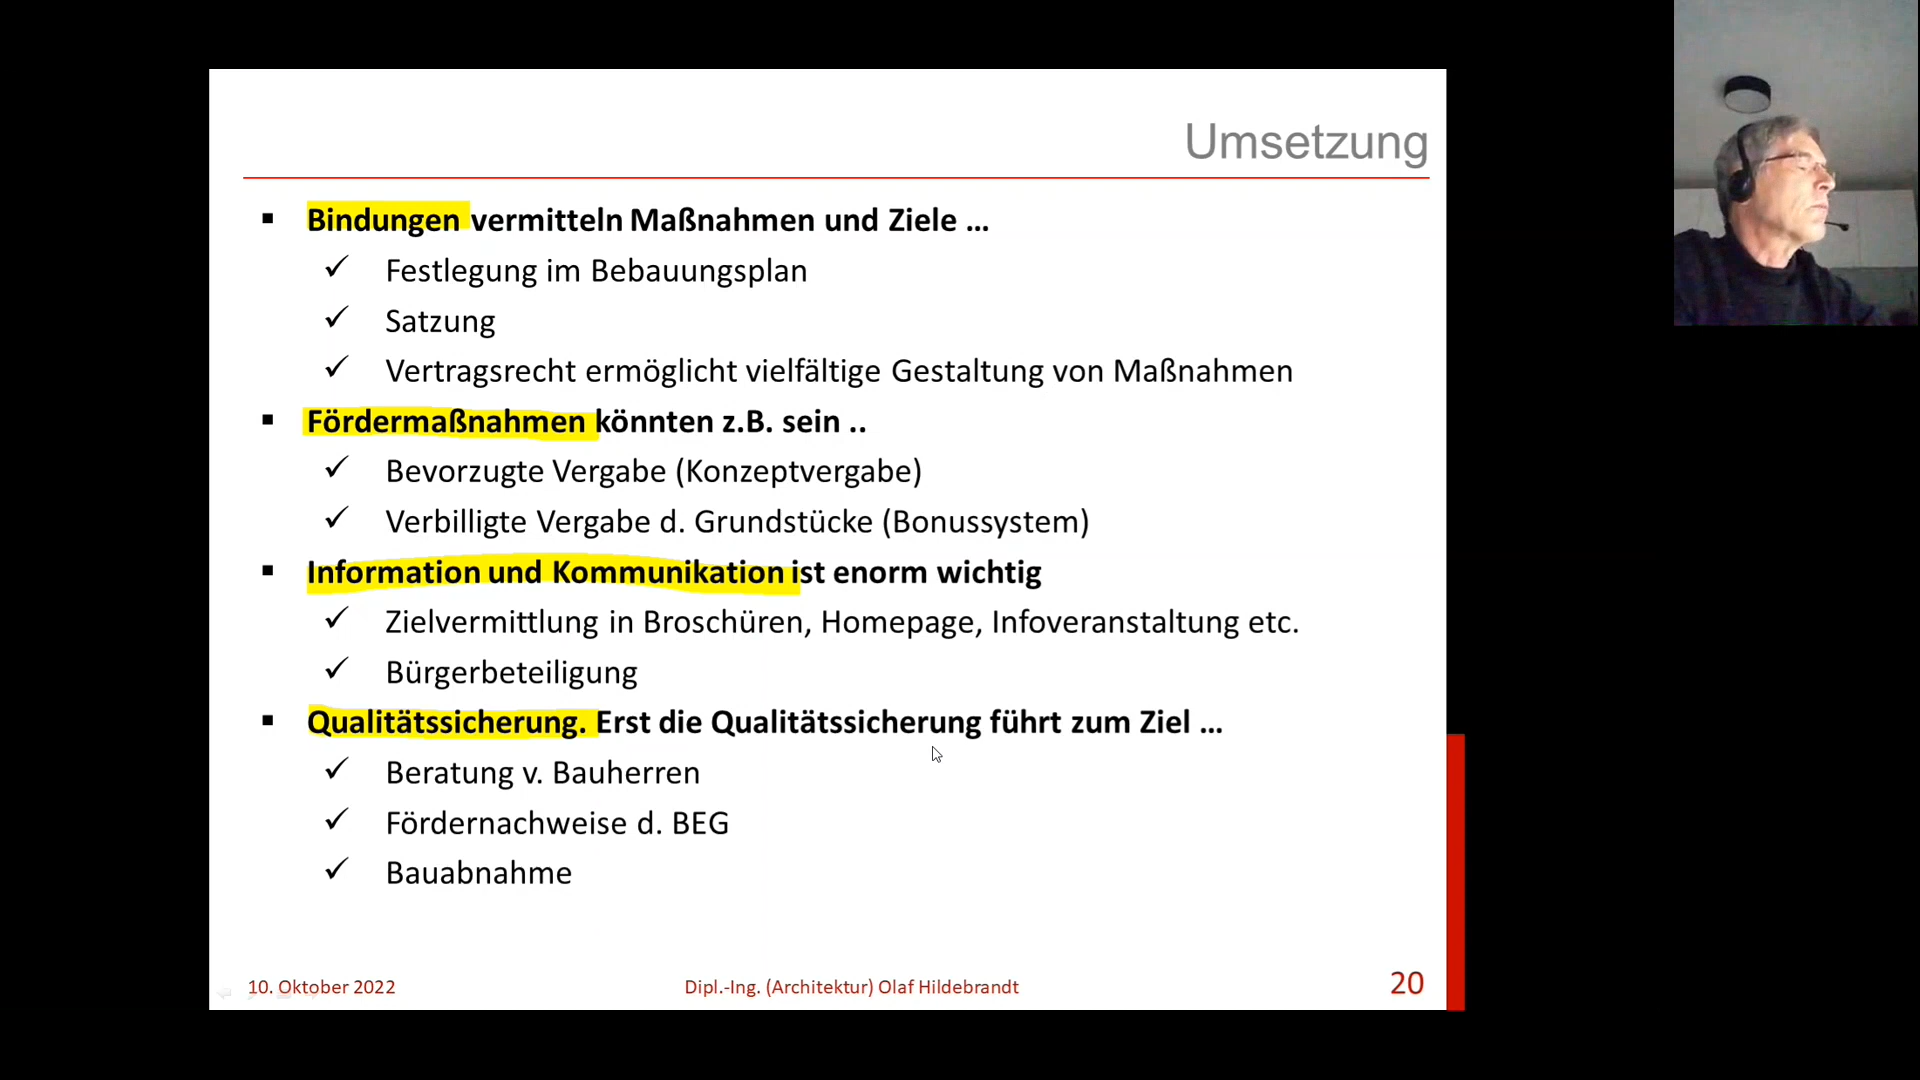 Umsetzung
Bindungen vermitteln Maßnahmen und Ziele ...
Festlegung im Bebauungsplan
Satzung
Vertragsrecht ermöglicht vielfältige Gestaltung von Maßnahmen
Fördermaßnahmen könnten z.B. sein ..
Bevorzugte Vergabe (Konzeptvergabe)
Verbilligte Vergabe d. Grundstücke (Bonussystem)
Information und Kommunikation ist enorm wichtig
Zielvermittlung in Broschüren, Homepage, Infoveranstaltung etc.
Bürgerbeteiligung
Qualitätssicherung. Erst die Qualitätssicherung führt zum Ziel ...
Beratung v. Bauherren
Fördernachweise d. BEG
Bauabnahme
10. Oktober 2022
Dipl.-Ing. (Architektur) Olaf Hildebrandt
20